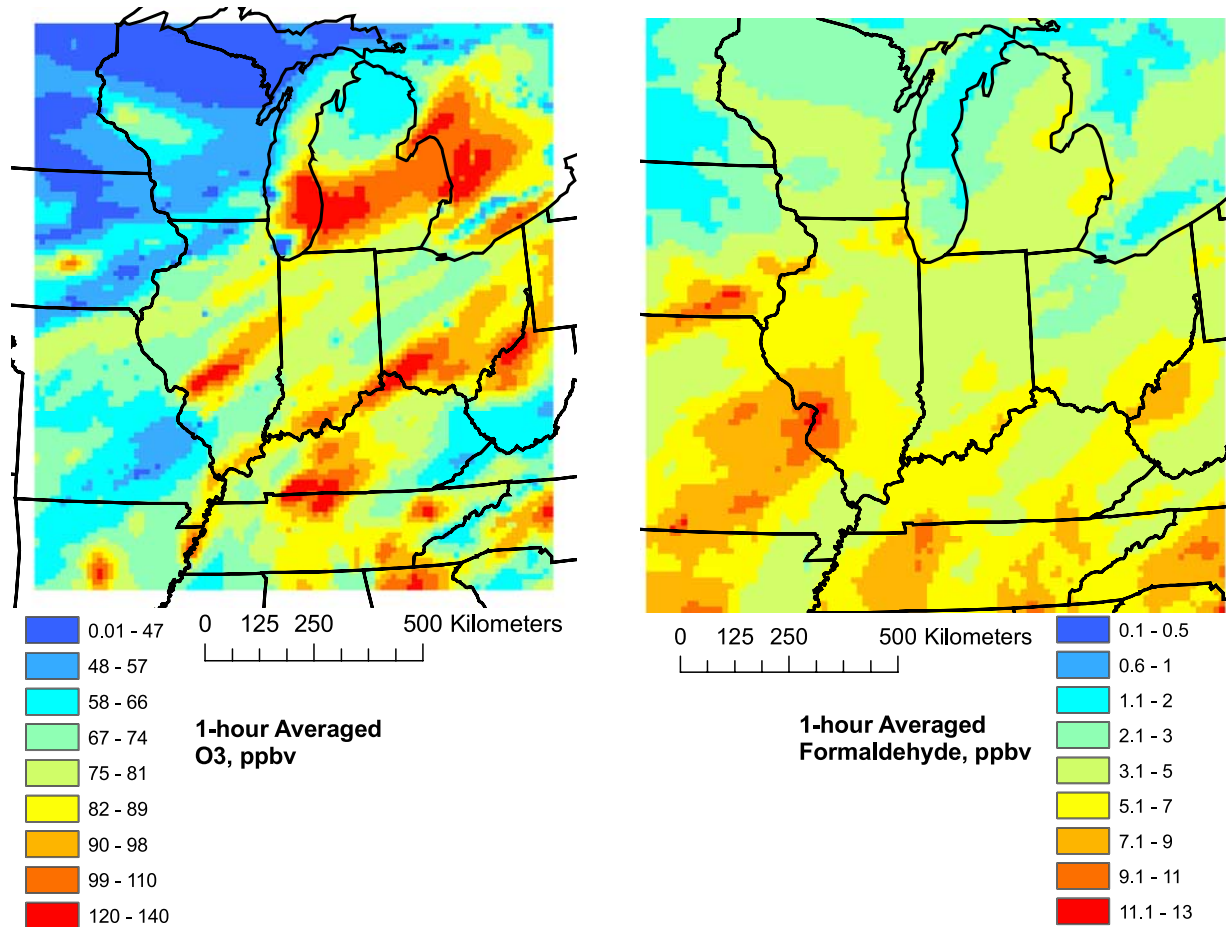 0 125 250 500 Kilometers
0.01 - 47
48 - 57
58 - 66
67 - 74
75 - 81
82 - 89
90 - 98
99 - 110
120 - 140
1-hour Averaged
O3, ppbv
0 125 250 500 Kilometers
0.1 - 0.5
0.6 - 1
1.1 - 2
2.1 - 3
3.1 - 5
5.1 - 7
7.1 - 9
9.1 - 11
11.1 - 13
1-hour Averaged
Formaldehyde, ppbv